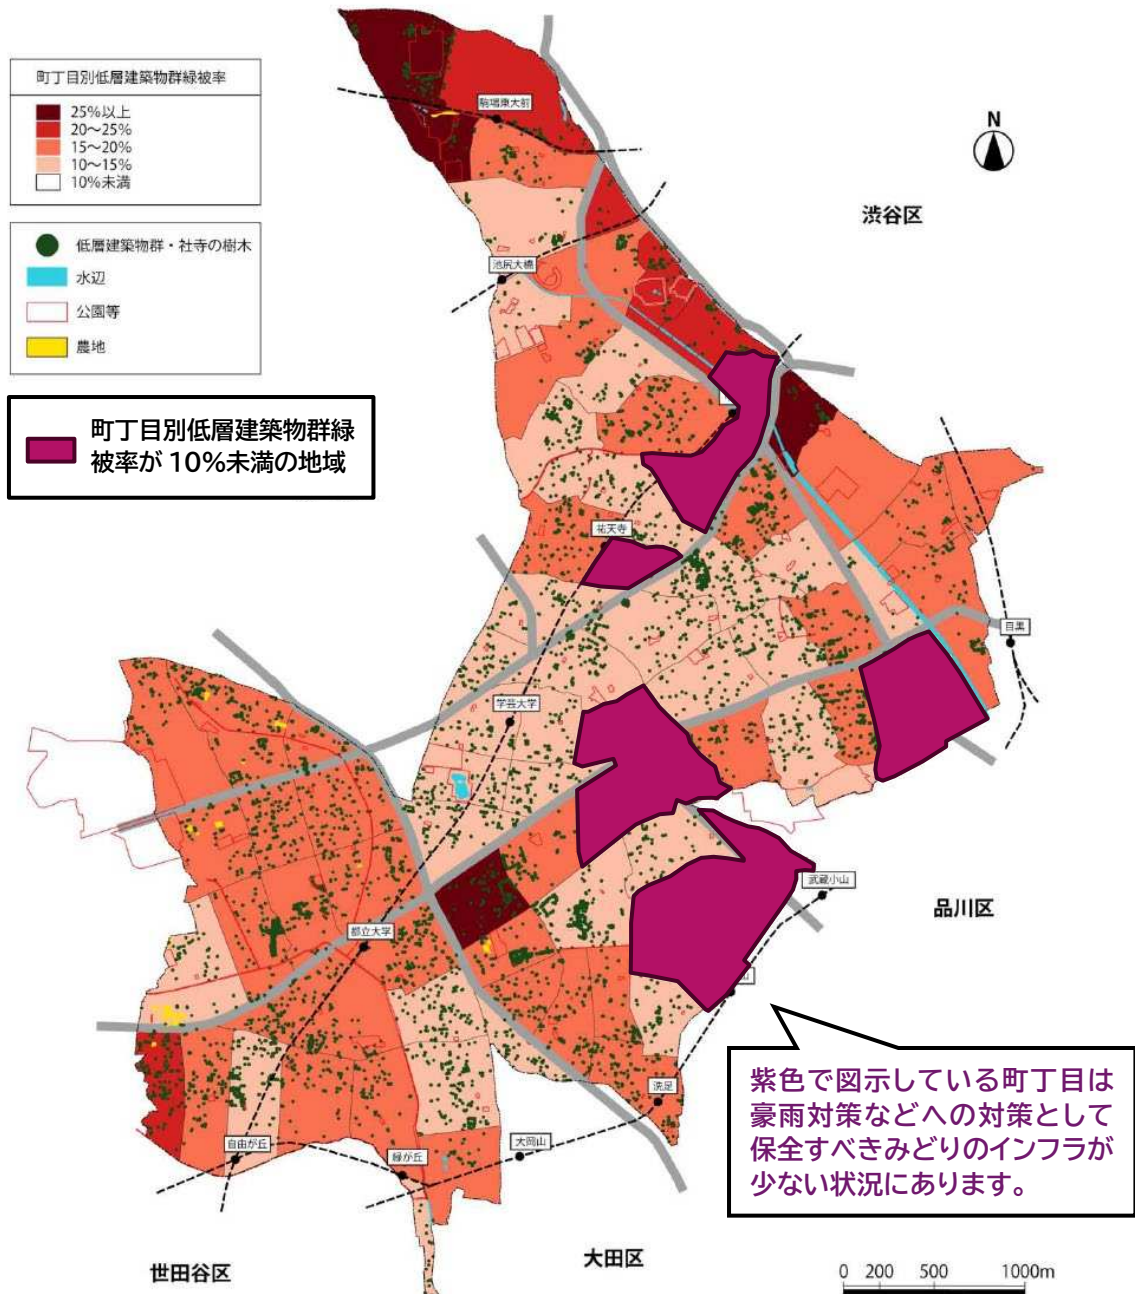 町丁目別低層建築物群緑被率
25%以上
20～25%
15～20%
10～15%
10%未満
低層建築物群・社寺の樹木
水辺
公園等
農地
町丁目別低層建築物群緑
被率が10%未満の地域
N
渋谷区
駒場東大前
池尻大橋
祐天寺
目黒
学芸大学
武蔵小山
品川区
都立大学
山
洗足
大岡山
自由が丘
緑が丘
世田谷区
大田区
紫色で図示している町丁目は
豪雨対策などへの対策として
保全すべきみどりのインフラが
少ない状況にあります。
0 200 500 1000m